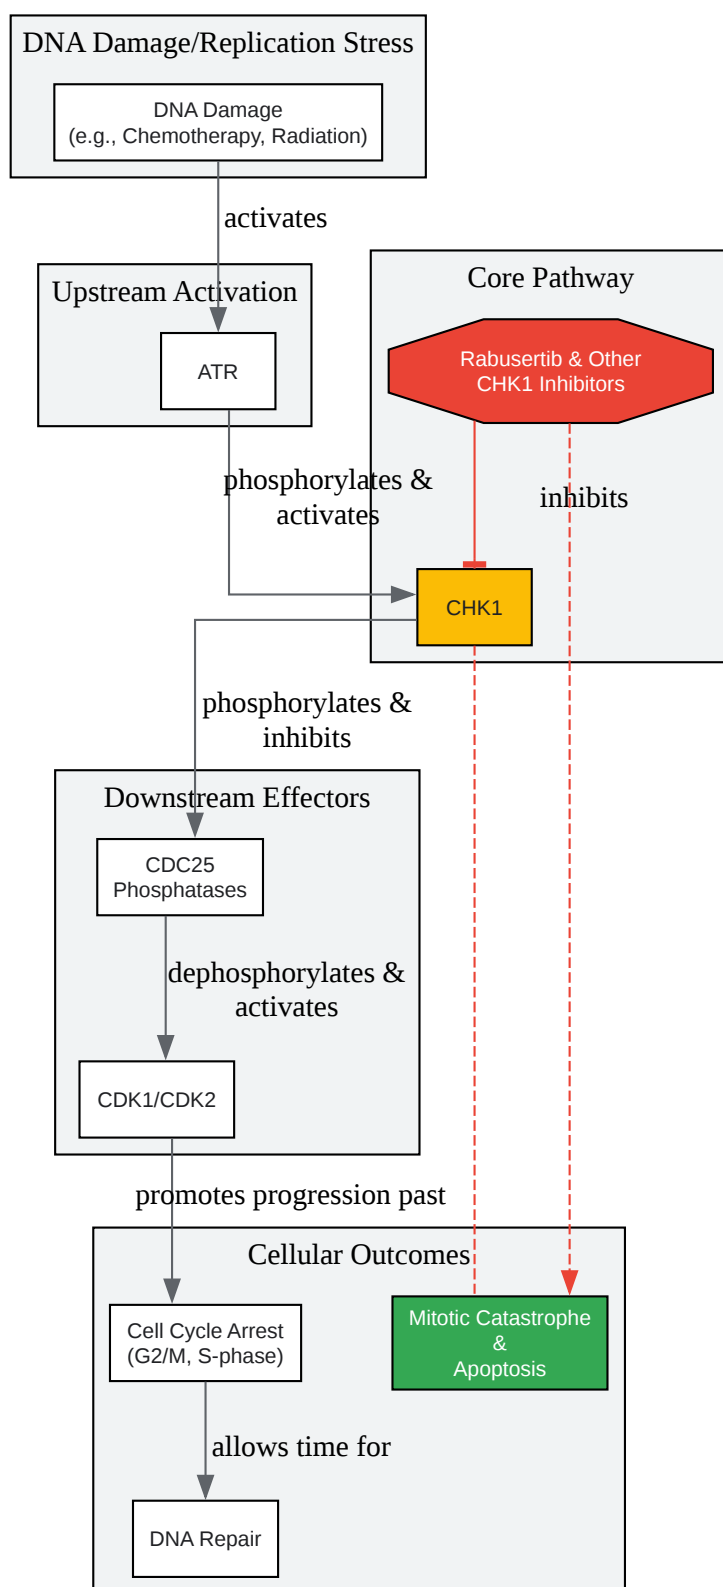 DNA Damage/Replication Stress
DNA Damage
(e.g., Chemotherapy, Radiation)
activates
Upstream Activation
ATR
Core Pathway
Rabusertib & Other
CHK1 Inhibitors
phosphorylates &
activates
inhibits
CHK1
phosphorylates &
inhibits
Downstream Effectors
CDC25
Phosphatases
dephosphorylates &
activates
CDK1/CDK2
promotes progression past
Cellular Outcomes
Cell Cycle Arrest
(G2/M, S-phase)
Mitotic Catastrophe
&
Apoptosis
allows time for
DNA Repair